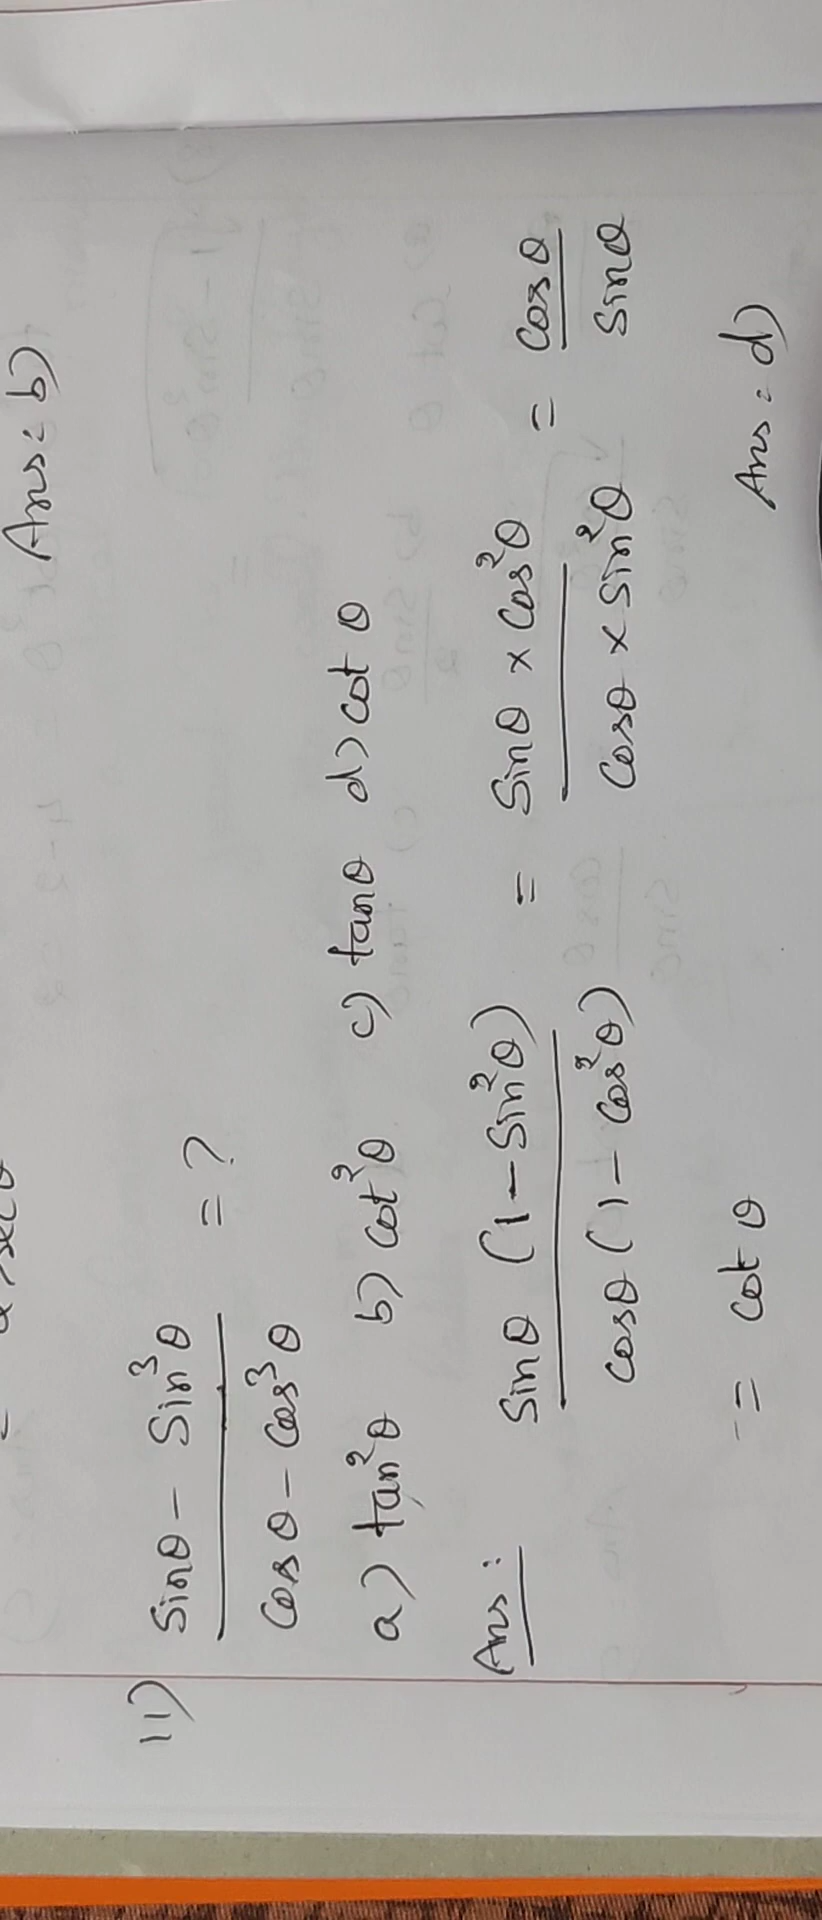 Ans: b)
11) Sinθ - Sin³θ / Cosθ - Cos³θ = ?
a) tan²θ b) cot²θ c) tanθ d) cot θ
Ans: Sinθ (1 - Sin²θ) / Cosθ (1 - Cos²θ) = Sinθ × Cos²θ / Cosθ × Sin²θ = Cosθ / Sinθ
= Cot θ Ans: d)